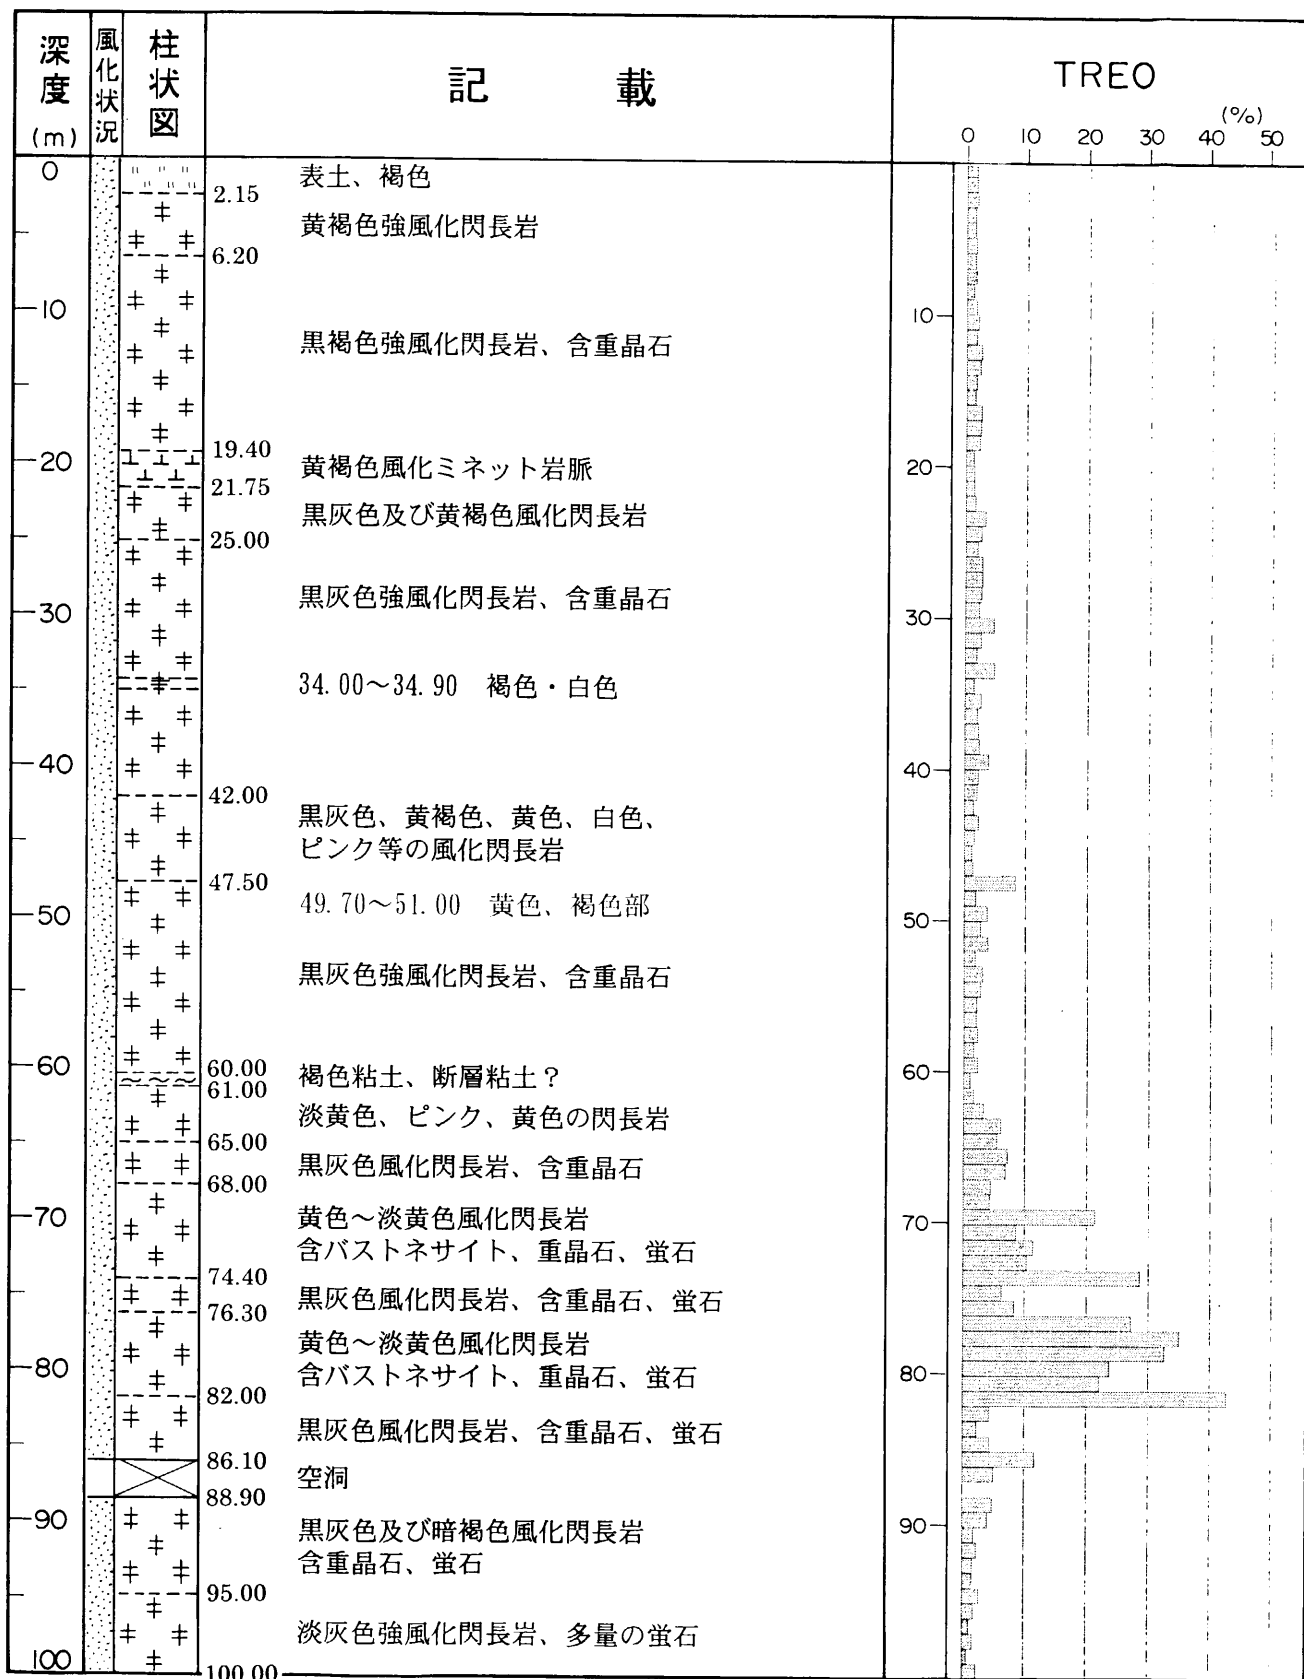 深度
(m)
風化状況
柱状図
記 載
TREO
(%)
0 10 20 30 40 50
0
表土、褐色
2.15
黄褐色強風化閃長岩
6.20
10
10
黒褐色強風化閃長岩、含重晶石
19.40
20
黄褐色風化ミネット岩脈
20
21.75
黒灰色及び黄褐色風化閃長岩
25.00
黒灰色強風化閃長岩、含重晶石
30
30
34.00～34.90 褐色・白色
40
40
42.00
黒灰色、黄褐色、黄色、白色、
ピンク等の風化閃長岩
47.50
49.70～51.00 黄色、褐色部
50
50
黒灰色強風化閃長岩、含重晶石
60
60.00
褐色粘土、断層粘土？
60
61.00
淡黄色、ピンク、黄色の閃長岩
65.00
黒灰色風化閃長岩、含重晶石
68.00
70
黄色～淡黄色風化閃長岩
70
含バストネサイト、重晶石、蛍石
74.40
黒灰色風化閃長岩、含重晶石、蛍石
76.30
黄色～淡黄色風化閃長岩
80
含バストネサイト、重晶石、蛍石
80
82.00
黒灰色風化閃長岩、含重晶石、蛍石
86.10
空洞
88.90
90
黒灰色及び暗褐色風化閃長岩
90
含重晶石、蛍石
95.00
淡灰色強風化閃長岩、多量の蛍石
100
100.00